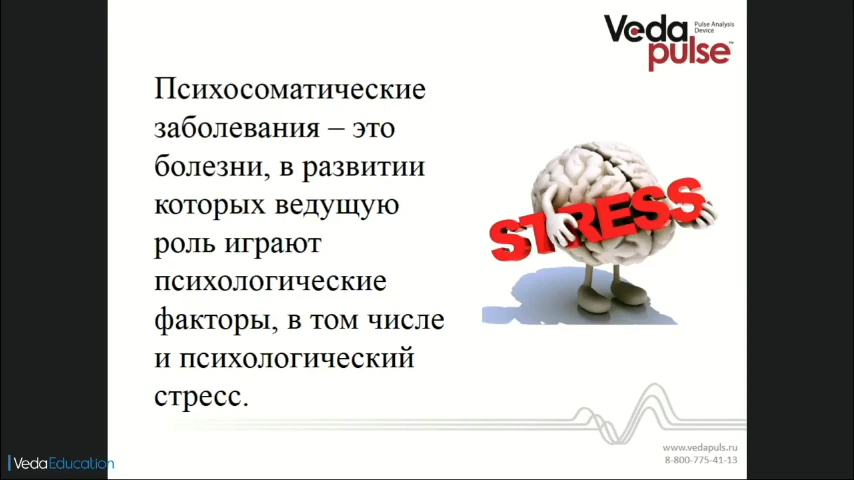 Veda
pulse™
Pulse Analysis
Device
Психосоматические
заболевания – это
болезни, в развитии
которых ведущую
роль играют
психологические
факторы, в том числе
и психологический
стресс.
STRESS
www.vedapuls.ru
8-800-775-41-13
VedaEducation